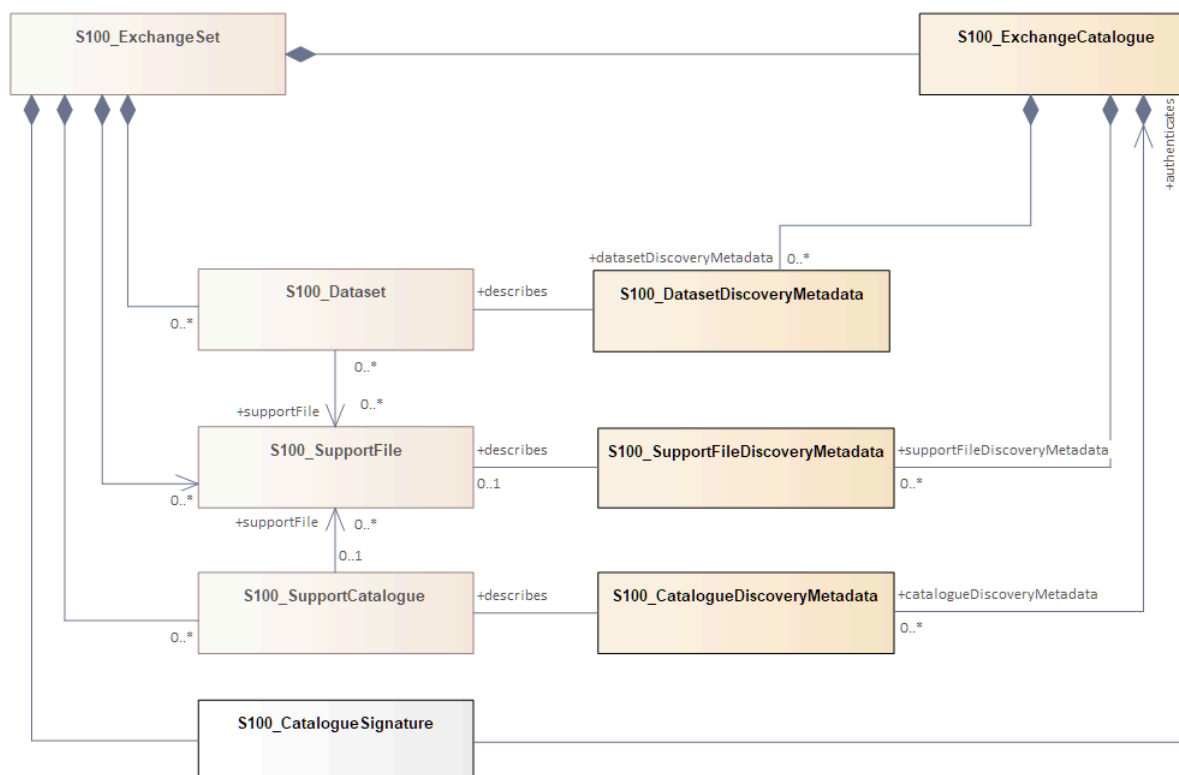 S100_ExchangeSet
S100_ExchangeCatalogue
+authenticates
+datasetDiscoveryMetadata
0..*
S100_Dataset
+describes
S100_DatasetDiscoveryMetadata
0..*
0..*
0..*
+supportFile
S100_SupportFile
+describes
S100_SupportFileDiscoveryMetadata
+supportFileDiscoveryMetadata
0..1
0..*
0..*
+supportFile
0..*
0..1
S100_SupportCatalogue
+describes
S100_CatalogueDiscoveryMetadata
+catalogueDiscoveryMetadata
0..*
0..*
S100_CatalogueSignature